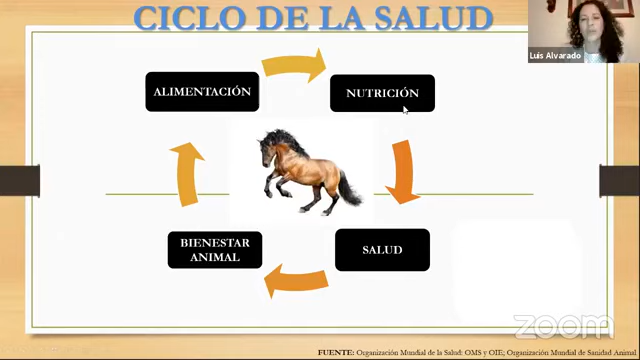 CICLO DE LA SALUD
Luis Alvarado
ALIMENTACIÓN
NUTRICIÓN
BIENESTAR
ANIMAL
SALUD
zoom
FUENTE: Organización Mundial de la Salud: OMS y OIE; Organización Mundial de Sanidad Animal